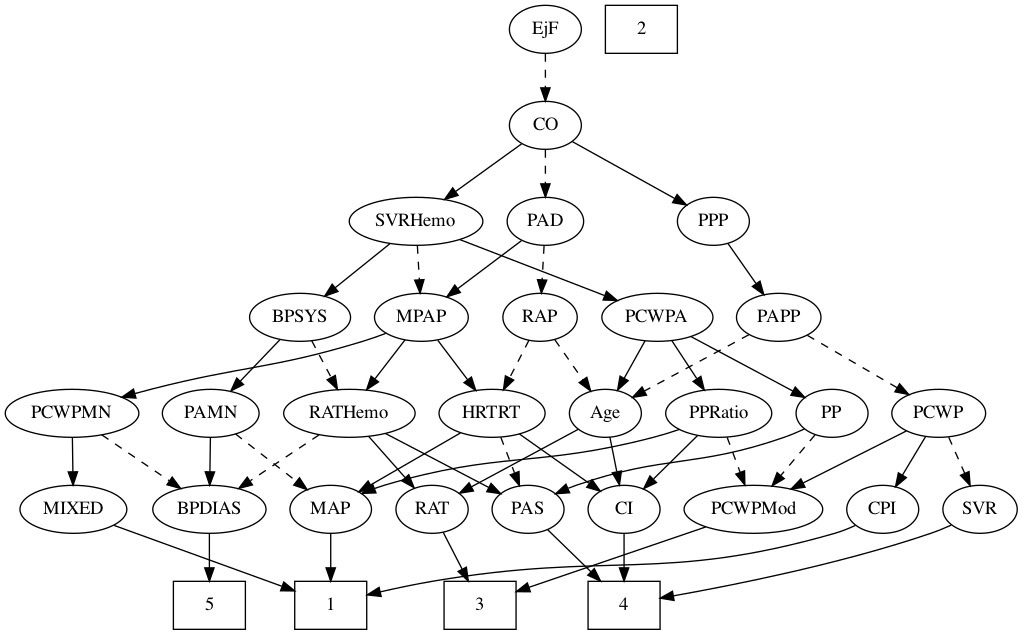 EjF
2
CO
SVRHemo
PAD
PPP
BPSYS
MPAP
RAP
PCWPA
PAPP
PCWPMN
PAMN
RATHemo
HRTRT
Age
PPRatio
PP
PCWP
MIXED
BPDIAS
MAP
RAT
PAS
CI
PCWPMod
CPI
SVR
5
1
3
4